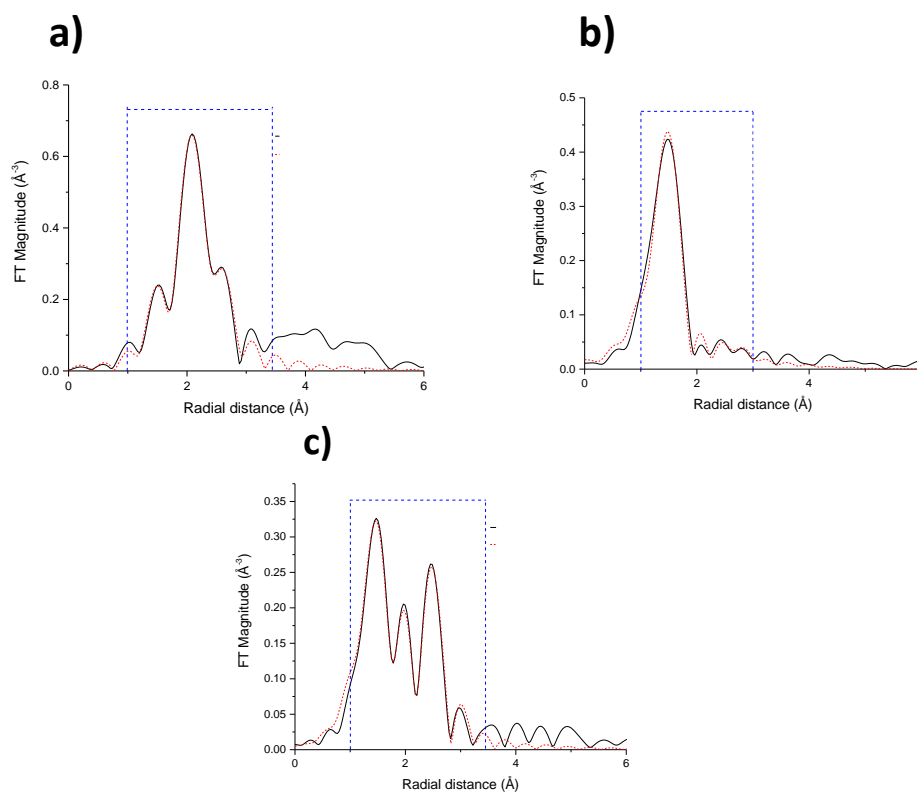 a)
0.8
0.6
0.4
0.2
0.0
0 2 4 6
FT Magnitude (Å-3)
Radial distance (Å)
b)
0.5
0.4
0.3
0.2
0.1
0.0
0 2 4
FT Magnitude (Å-3)
Radial distance (Å)
c)
0.35
0.30
0.25
0.20
0.15
0.10
0.05
0.00
0 2 4 6
FT Magnitude (Å-3)
Radial distance (Å)